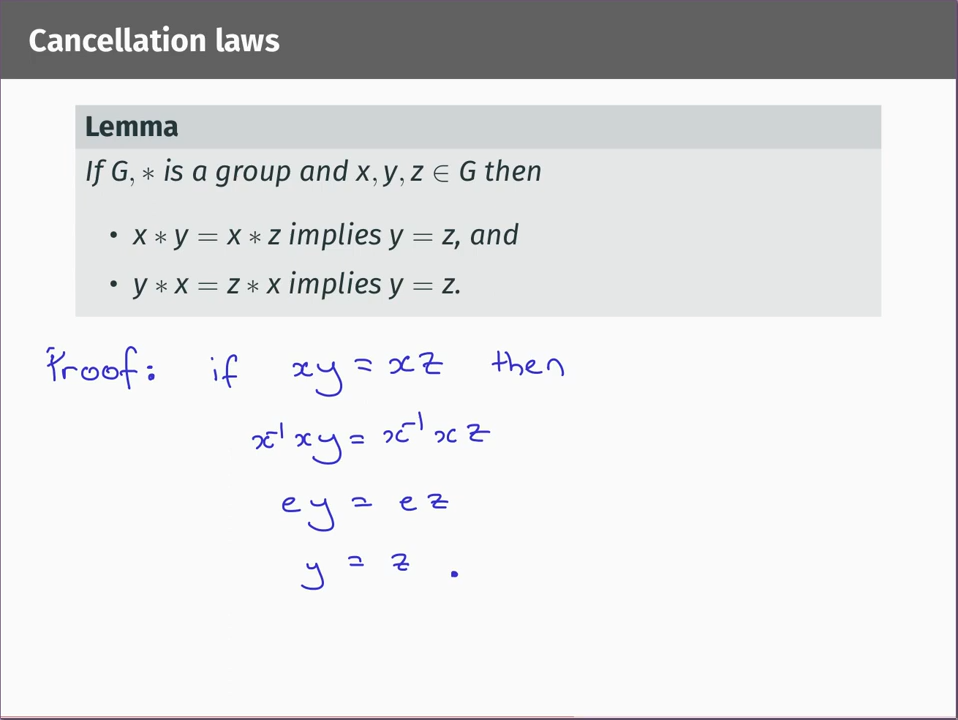 Cancellation laws
Lemma
If G, ∗ is a group and x, y, z ∈ G then
• x ∗ y = x ∗ z implies y = z, and
• y ∗ x = z ∗ x implies y = z.
Proof: if xy = xz then
x⁻¹xy = x⁻¹xz
ey = ez
y = z .